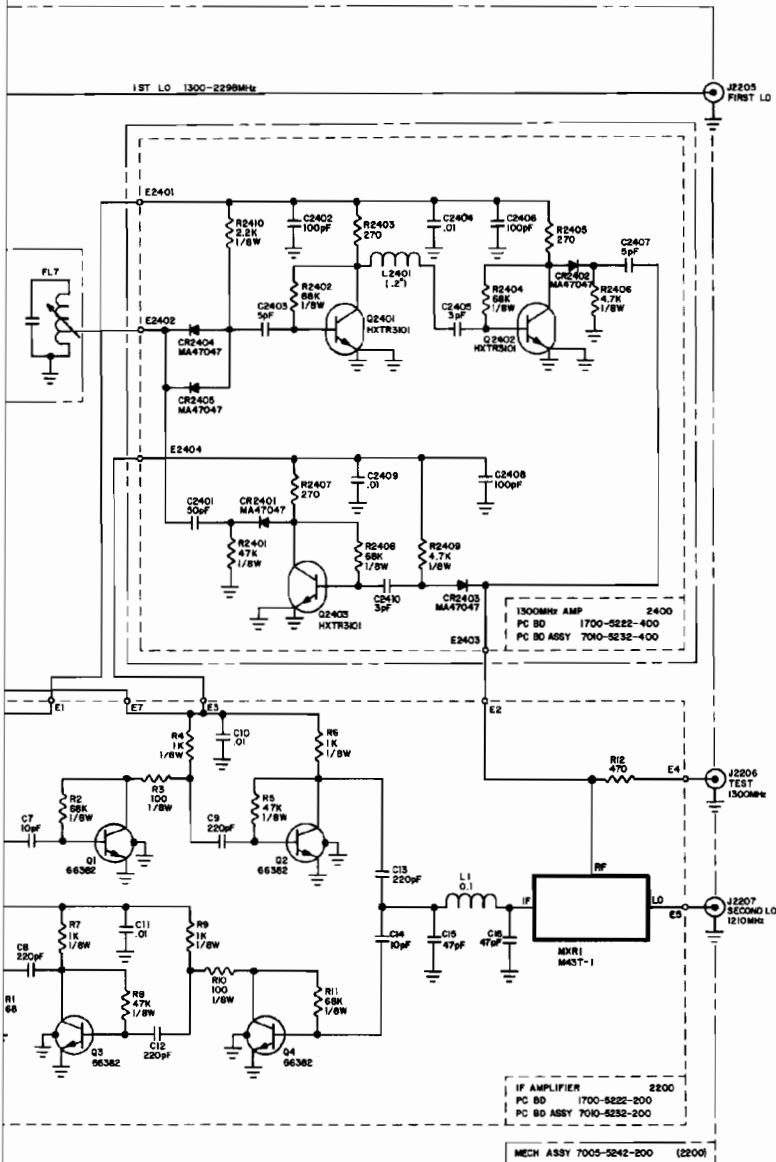 1ST LO 1300-2298MHz
J2205
FIRST LO
E2401
R2410
2.2K
1/8W
C2402
100pF
R2403
270
C2404
.01
C2406
100pF
R2405
270
C2407
5pF
L2401
(.2")
CR2402
MA47047
FL7
R2402
68K
1/8W
R2404
68K
1/8W
R2406
4.7K
1/8W
E2402
C2403
5pF
C2405
3pF
Q2401
HXTR3101
Q2402
HXTR3101
CR2404
MA47047
CR2405
MA47047
E2404
R2407
270
C2409
.01
C2408
100pF
C2401
50pF
CR2401
MA47047
R2401
47K
1/8W
R2408
68K
1/8W
R2409
4.7K
1/8W
Q2403
HXTR3101
C2410
3pF
CR2403
MA47047
1300MHz AMP 2400
PC BD 1700-5222-400
PC BD ASSY 7010-5232-400
E2403
E1
E7
E3
E2
R4
1K
1/8W
C10
.01
R6
1K
R12
470
E4
J2206
TEST
1300MHz
R3
100
1/8W
R2
68K
1/8W
R5
47K
1/8W
C7
10pF
C9
220pF
Q1
66382
Q2
66382
C13
220pF
RF
L1
0.1
IF
LO
E5
J2207
SECOND LO
1210MHz
R7
1K
1/8W
C11
.01
R9
1K
1/8W
C14
10pF
C15
47pF
C16
47pF
MXR1
M43T-1
C8
220pF
R1
68
R8
47K
1/8W
R10
100
1/8W
R11
68K
1/8W
C12
220pF
Q3
66382
Q4
66382
IF AMPLIFIER 2200
PC BD 1700-5222-200
PC BD ASSY 7010-5232-200
MECH ASSY 7005-5242-200 (2200)